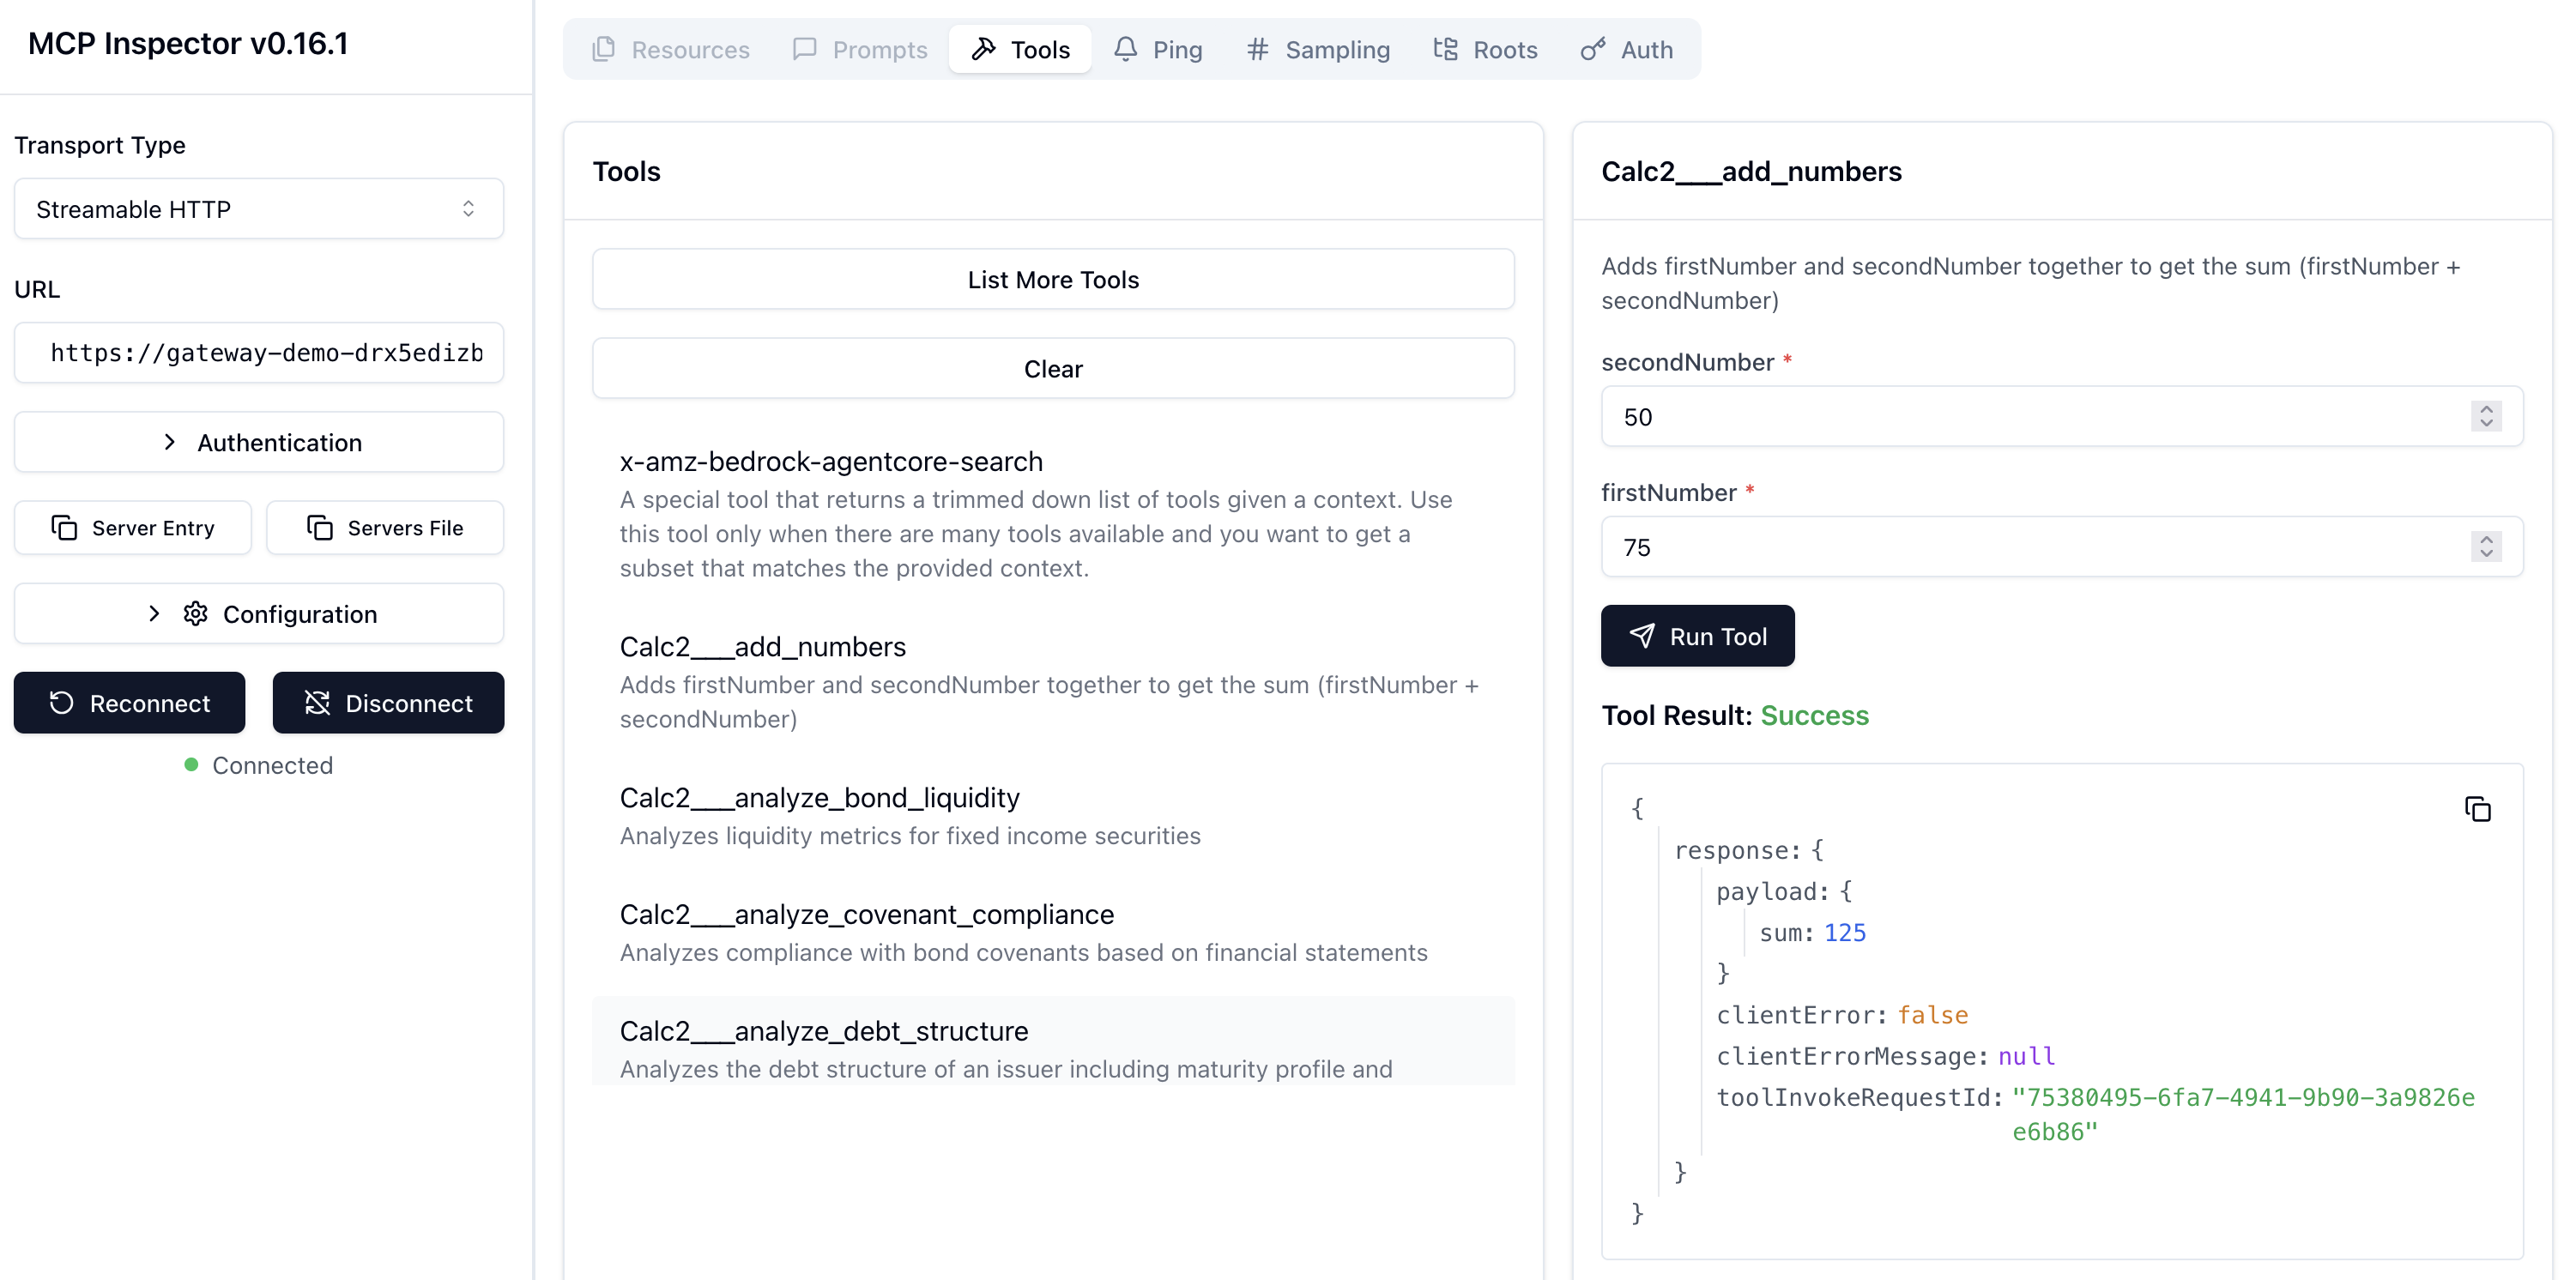 MCP Inspector v0.16.1
Transport Type
Streamable HTTP
URL
https://gateway-demo-drx5edizb
Authentication
Server Entry
Servers File
Configuration
Reconnect
Disconnect
Connected
Resources
Prompts
Tools
Ping
Sampling
Roots
Auth
Tools
List More Tools
Clear
x-amz-bedrock-agentcore-search
A special tool that returns a trimmed down list of tools given a context. Use
this tool only when there are many tools available and you want to get a
subset that matches the provided context.
Calc2___add_numbers
Adds firstNumber and secondNumber together to get the sum (firstNumber +
secondNumber)
Calc2___analyze_bond_liquidity
Analyzes liquidity metrics for fixed income securities
Calc2___analyze_covenant_compliance
Analyzes compliance with bond covenants based on financial statements
Calc2___analyze_debt_structure
Analyzes the debt structure of an issuer including maturity profile and
Calc2___add_numbers
Adds firstNumber and secondNumber together to get the sum (firstNumber +
secondNumber)
secondNumber *
50
firstNumber *
75
Run Tool
Tool Result: Success
{
response: {
payload: {
sum: 125
}
clientError: false
clientErrorMessage: null
toolInvokeRequestId: "75380495-6fa7-4941-9b90-3a9826e
e6b86"
}
}